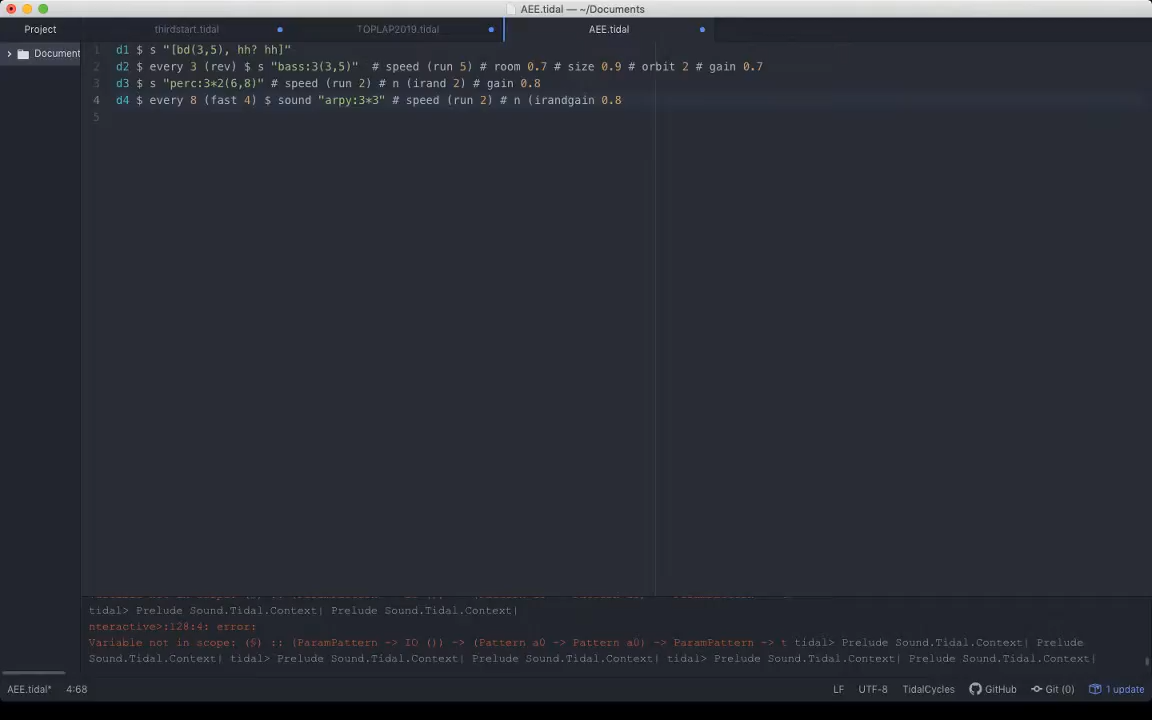 AEE.tidal — ~/Documents
Project thirdstart.tidal TOPLAP2019.tidal AEE.tidal
Document
1 d1 $ s "[bd(3,5), hh? hh]"
2 d2 $ every 3 (rev) $ s "bass:3(3,5)"  # speed (run 5) # room 0.7 # size 0.9 # orbit 2 # gain 0.7
3 d3 $ s "perc:3*2(6,8)" # speed (run 2) # n (irand 2) # gain 0.8
4 d4 $ every 8 (fast 4) $ sound "arpy:3*3" # speed (run 2) # n (irandgain 0.8
5
tidal> Prelude Sound.Tidal.Context| Prelude Sound.Tidal.Context|
nteractive>:128:4: error:
Variable not in scope: (§) :: (ParamPattern -> IO ()) -> (Pattern a0 -> Pattern a0) -> ParamPattern -> t tidal> Prelude Sound.Tidal.Context| Prelude
Sound.Tidal.Context| tidal> Prelude Sound.Tidal.Context| Prelude Sound.Tidal.Context| tidal> Prelude Sound.Tidal.Context| Prelude Sound.Tidal.Context|
AEE.tidal* 4:68 LF UTF-8 TidalCycles GitHub Git (0) 1 update